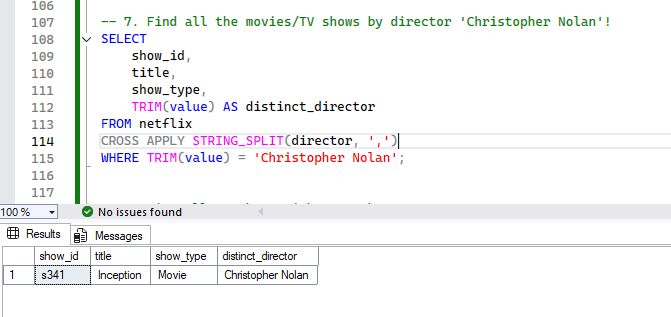 106
107 -- 7. Find all the movies/TV shows by director 'Christopher Nolan'!
108 SELECT
109 show_id,
110 title,
111 show_type,
112 TRIM(value) AS distinct_director
113 FROM netflix
114 CROSS APPLY STRING_SPLIT(director, ',')
115 WHERE TRIM(value) = 'Christopher Nolan';
116
117
100 % No issues found
Results Messages
show_id title show_type distinct_director
1 s341 Inception Movie Christopher Nolan